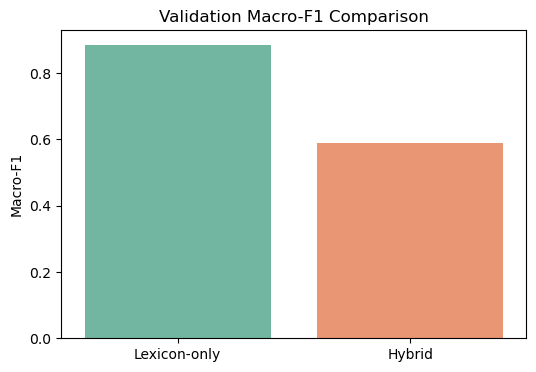 Validation Macro-F1 Comparison
Macro-F1
0.8
0.6
0.4
0.2
0.0
Lexicon-only
Hybrid